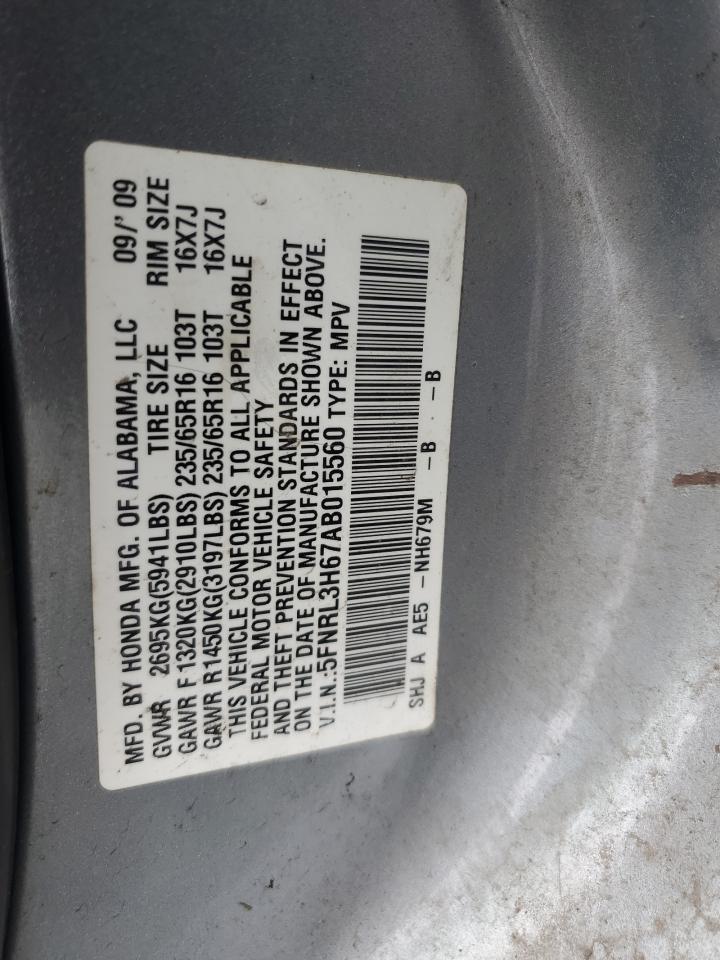 MFD. BY HONDA MFG. OF ALABAMA, LLC 09/' 09
GVWR 2695KG(5941LBS) TIRE SIZE RIM SIZE
GAWR F 1320KG(2910LBS) 235/65R16 103T 16X7J
GAWR R1450KG(3197LBS) 235/65R16 103T 16X7J
THIS VEHICLE CONFORMS TO ALL APPLICABLE
FEDERAL MOTOR VEHICLE SAFETY
AND THEFT PREVENTION STANDARDS IN EFFECT
ON THE DATE OF MANUFACTURE SHOWN ABOVE.
V.I.N.:5FNRL3H67AB015560 TYPE: MPV
SHJ A AE5 -NH679M -B -B